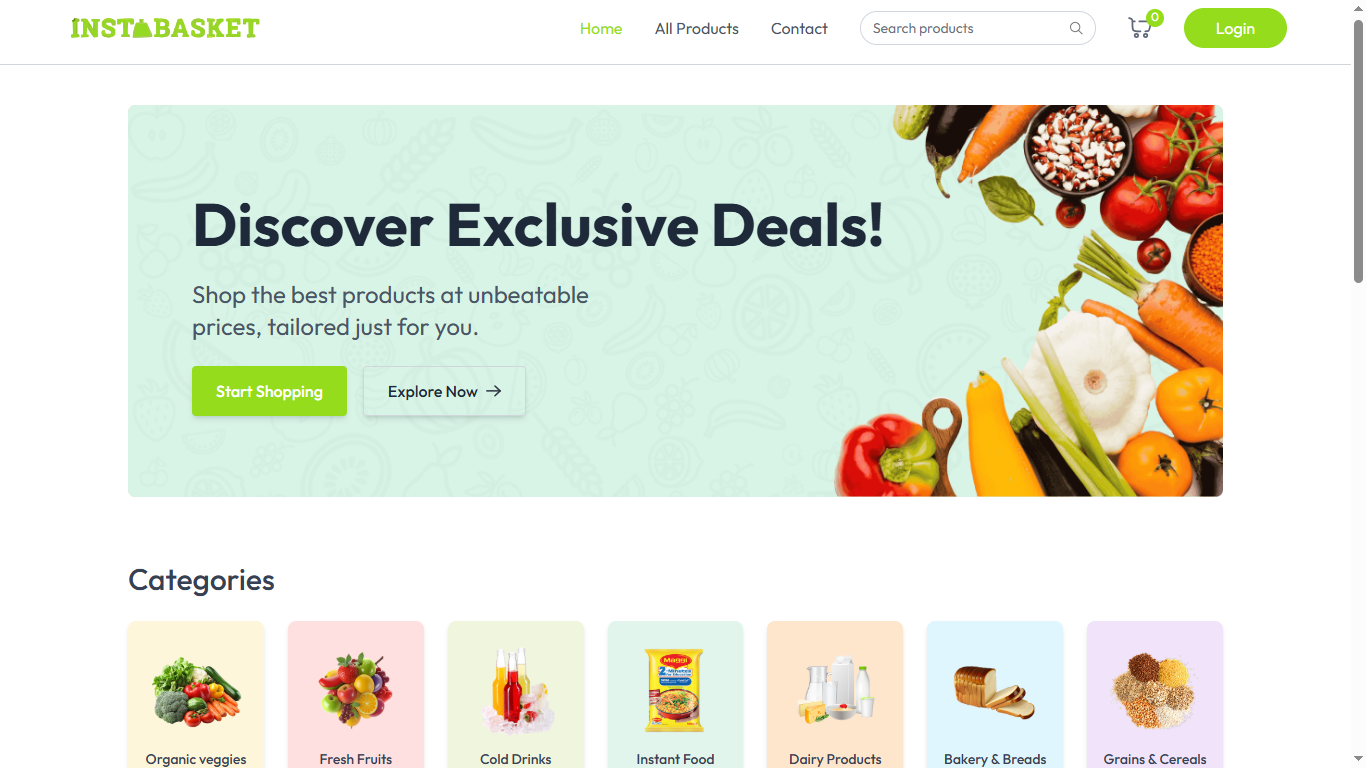 INSTABASKET
Home
All Products
Contact
Search products
0
Login
Discover Exclusive Deals!
Shop the best products at unbeatable
prices, tailored just for you.
Start Shopping
Explore Now →
Categories
Maggi
Organic veggies
Fresh Fruits
Cold Drinks
Instant Food
Dairy Products
Bakery & Breads
Grains & Cereals